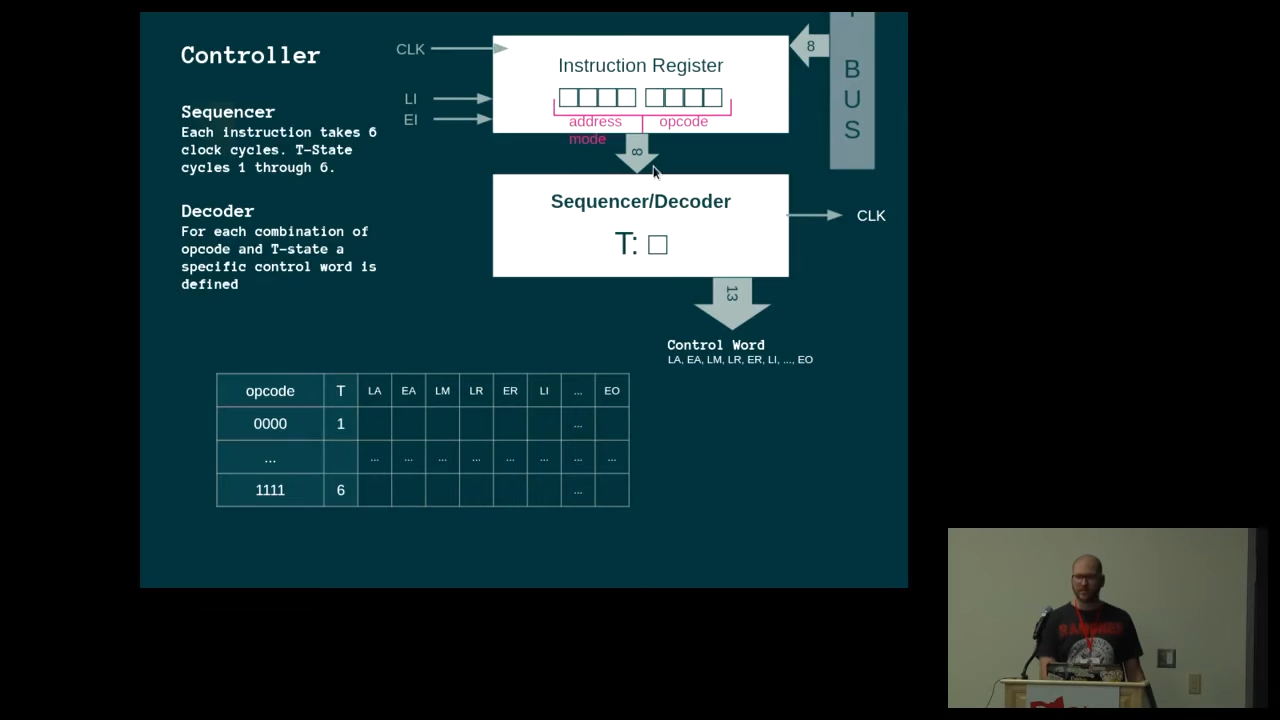 Controller
Sequencer
Each instruction takes 6
clock cycles. T-State
cycles 1 through 6.
Decoder
For each combination of
opcode and T-state a
specific control word is
defined
CLK
LI
EI
Instruction Register
address
mode
opcode
8
8
B
U
S
Sequencer/Decoder
T:
CLK
13
Control Word
LA, EA, LM, LR, ER, LI, ..., EO
opcode T LA EA LM LR ER LI ... EO
0000 1 ...
... ... ... ... ... ... ... ... ...
1111 6 ...
RAMONES